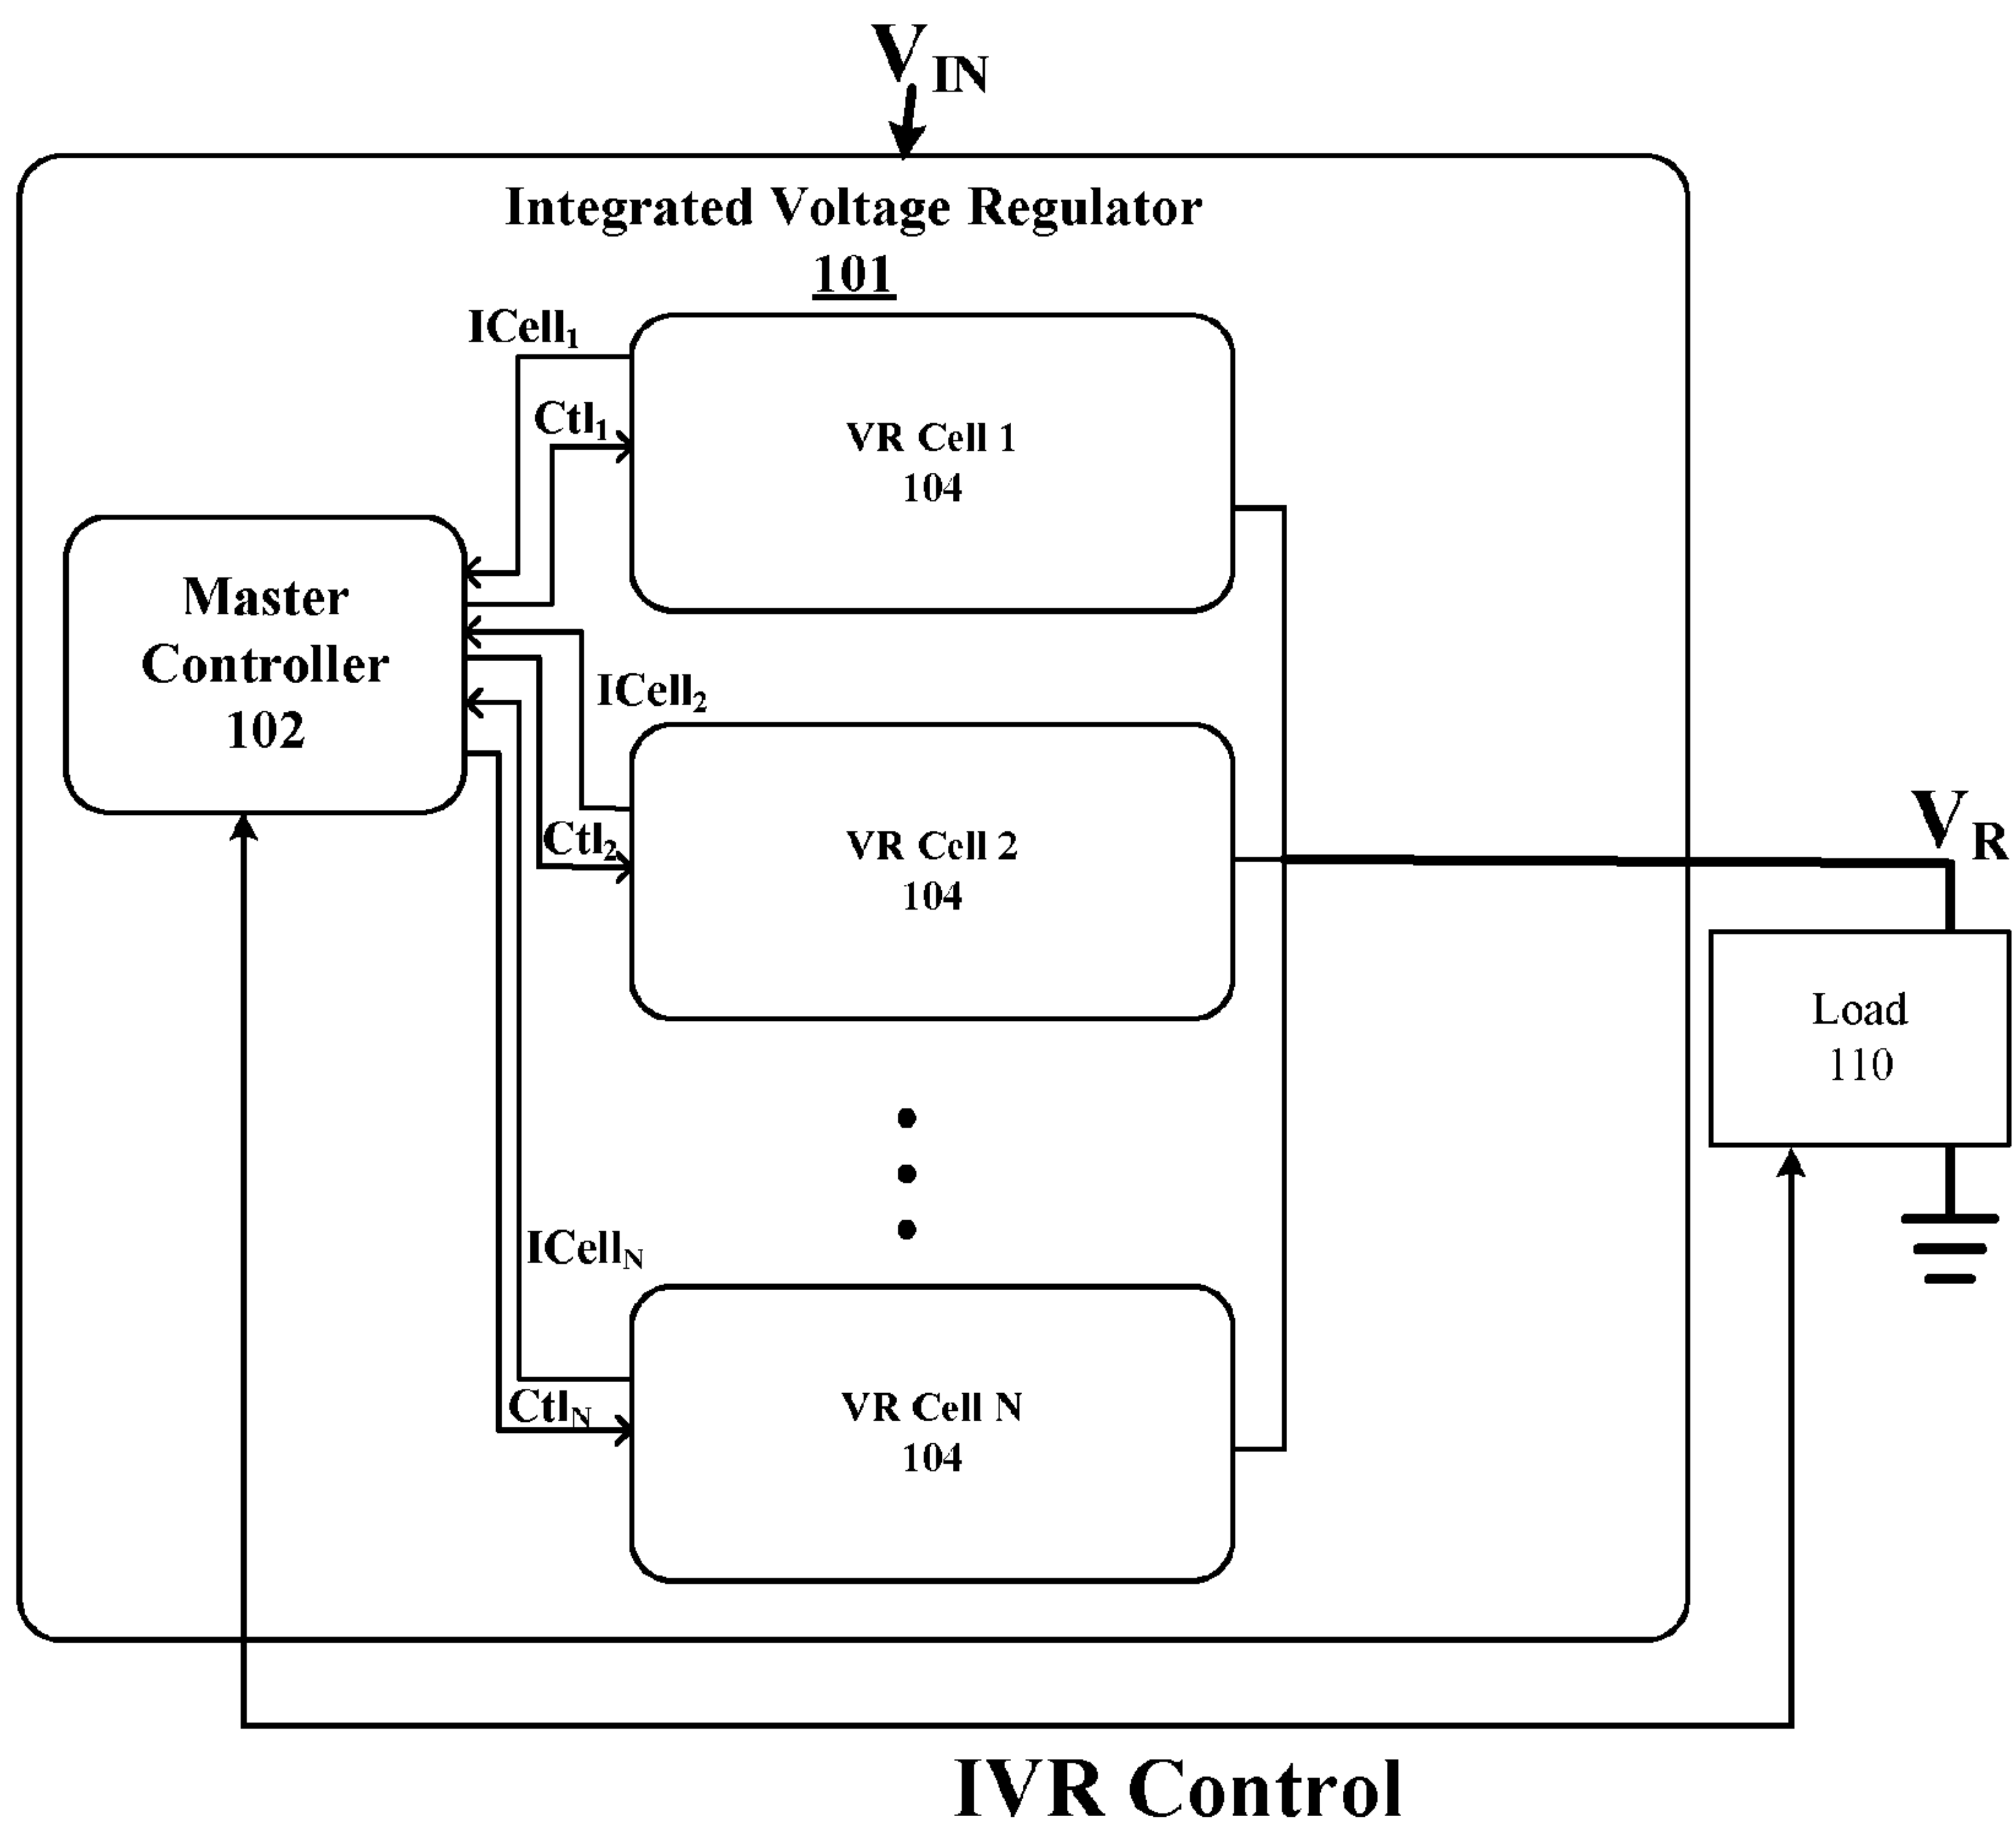 V_IN
Integrated Voltage Regulator
101
ICell_1
Ctl_1
VR Cell 1
104
Master
Controller
102
ICell_2
Ctl_2
VR Cell 2
104
V_R
Load
110
ICell_N
Ctl_N
VR Cell N
104
IVR Control